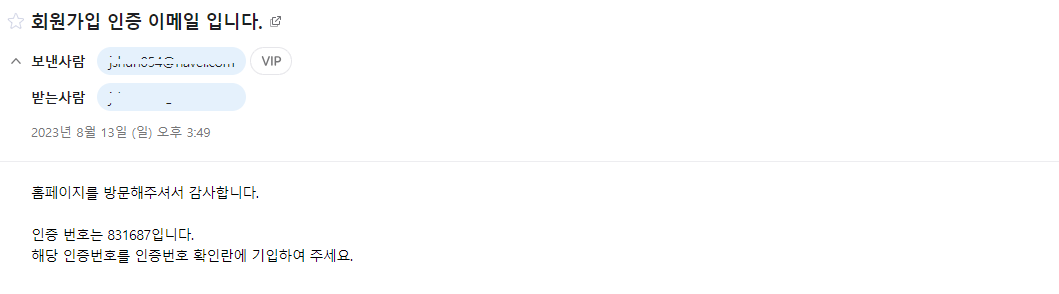 회원가입 인증 이메일 입니다.
보낸사람 VIP
받는사람
2023년 8월 13일 (일) 오후 3:49
홈페이지를 방문해주셔서 감사합니다.
인증 번호는 831687입니다.
해당 인증번호를 인증번호 확인란에 기입하여 주세요.